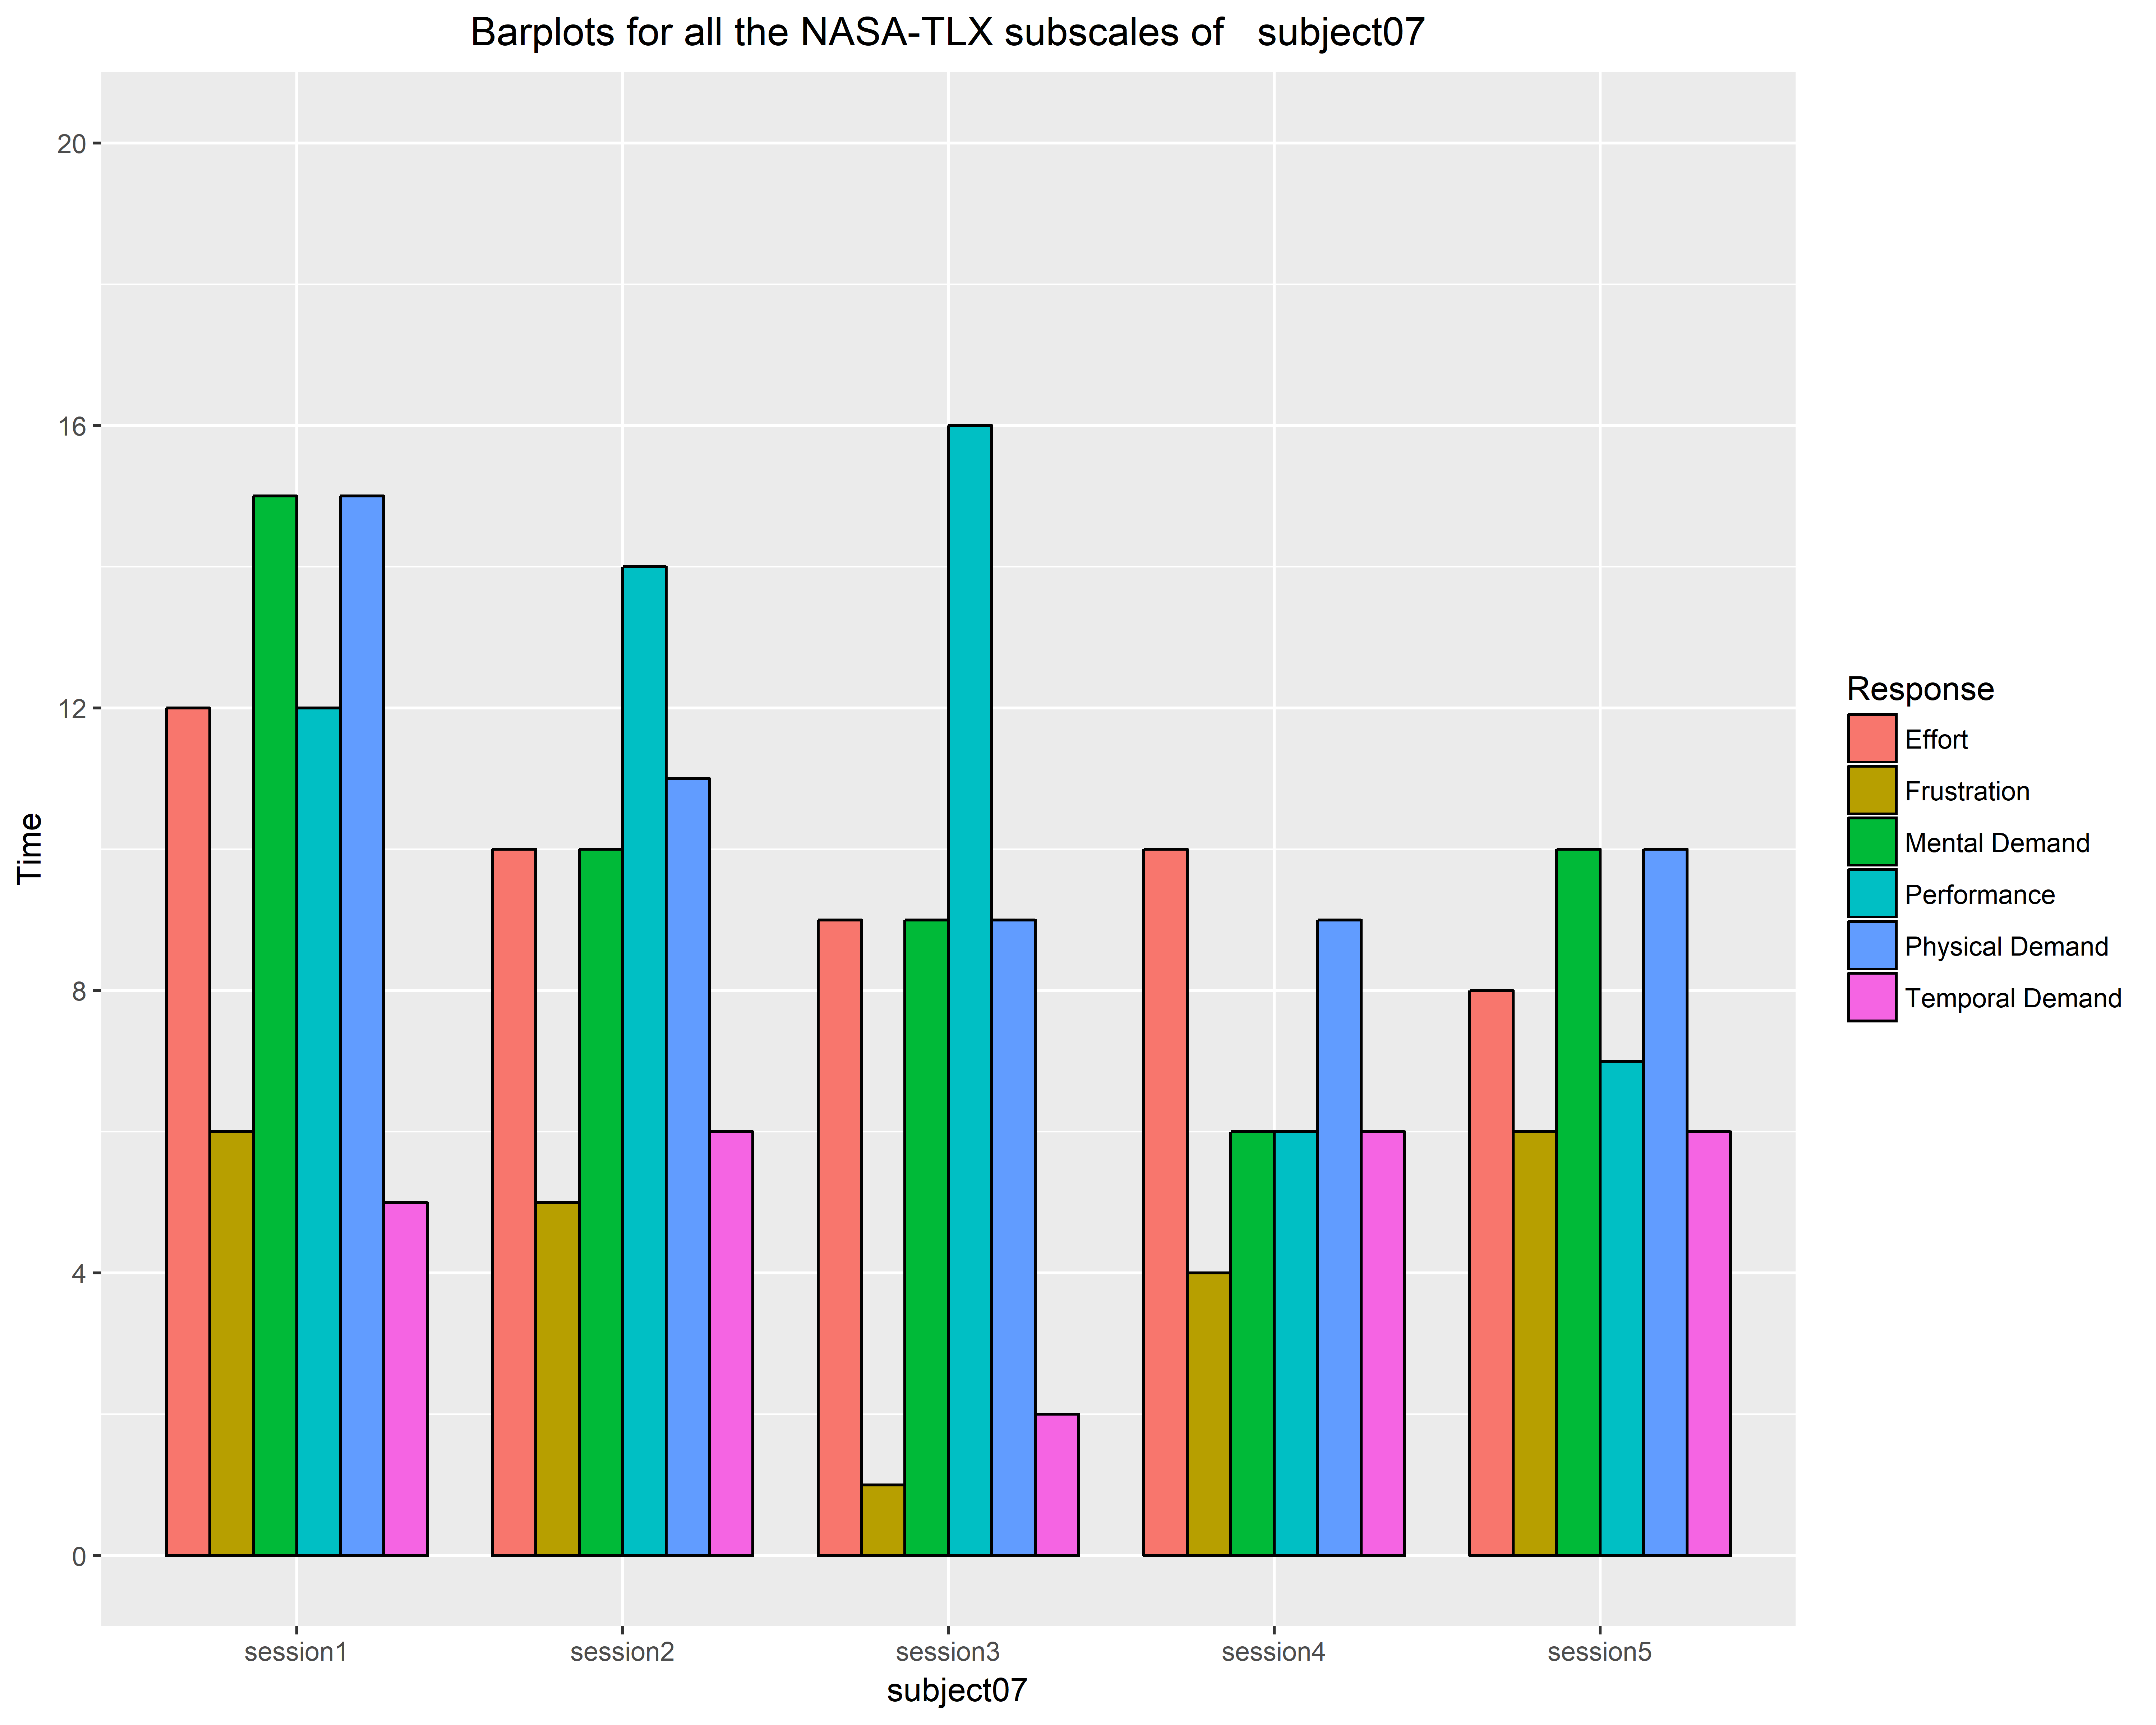 Barplots for all the NASA-TLX subscales of   subject07
20
16
12
8
4
0
Time
session1
session2
session3
session4
session5
subject07
Response
Effort
Frustration
Mental Demand
Performance
Physical Demand
Temporal Demand